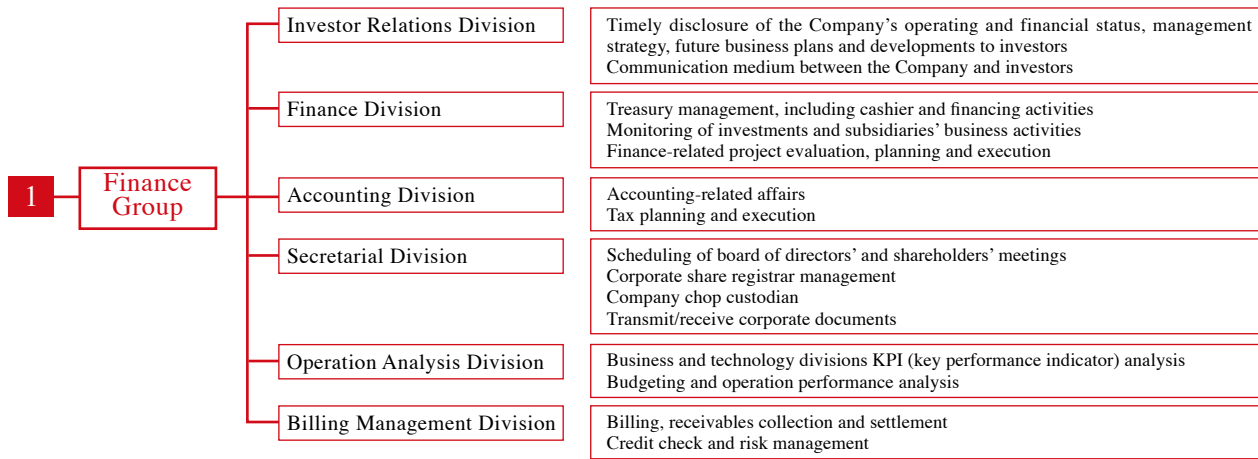 1
Finance
Group
Investor Relations Division
Timely disclosure of the Company’s operating and financial status, management
strategy, future business plans and developments to investors
Communication medium between the Company and investors
Finance Division
Treasury management, including cashier and financing activities
Monitoring of investments and subsidiaries’ business activities
Finance-related project evaluation, planning and execution
Accounting Division
Accounting-related affairs
Tax planning and execution
Secretarial Division
Scheduling of board of directors’ and shareholders’ meetings
Corporate share registrar management
Company chop custodian
Transmit/receive corporate documents
Operation Analysis Division
Business and technology divisions KPI (key performance indicator) analysis
Budgeting and operation performance analysis
Billing Management Division
Billing, receivables collection and settlement
Credit check and risk management